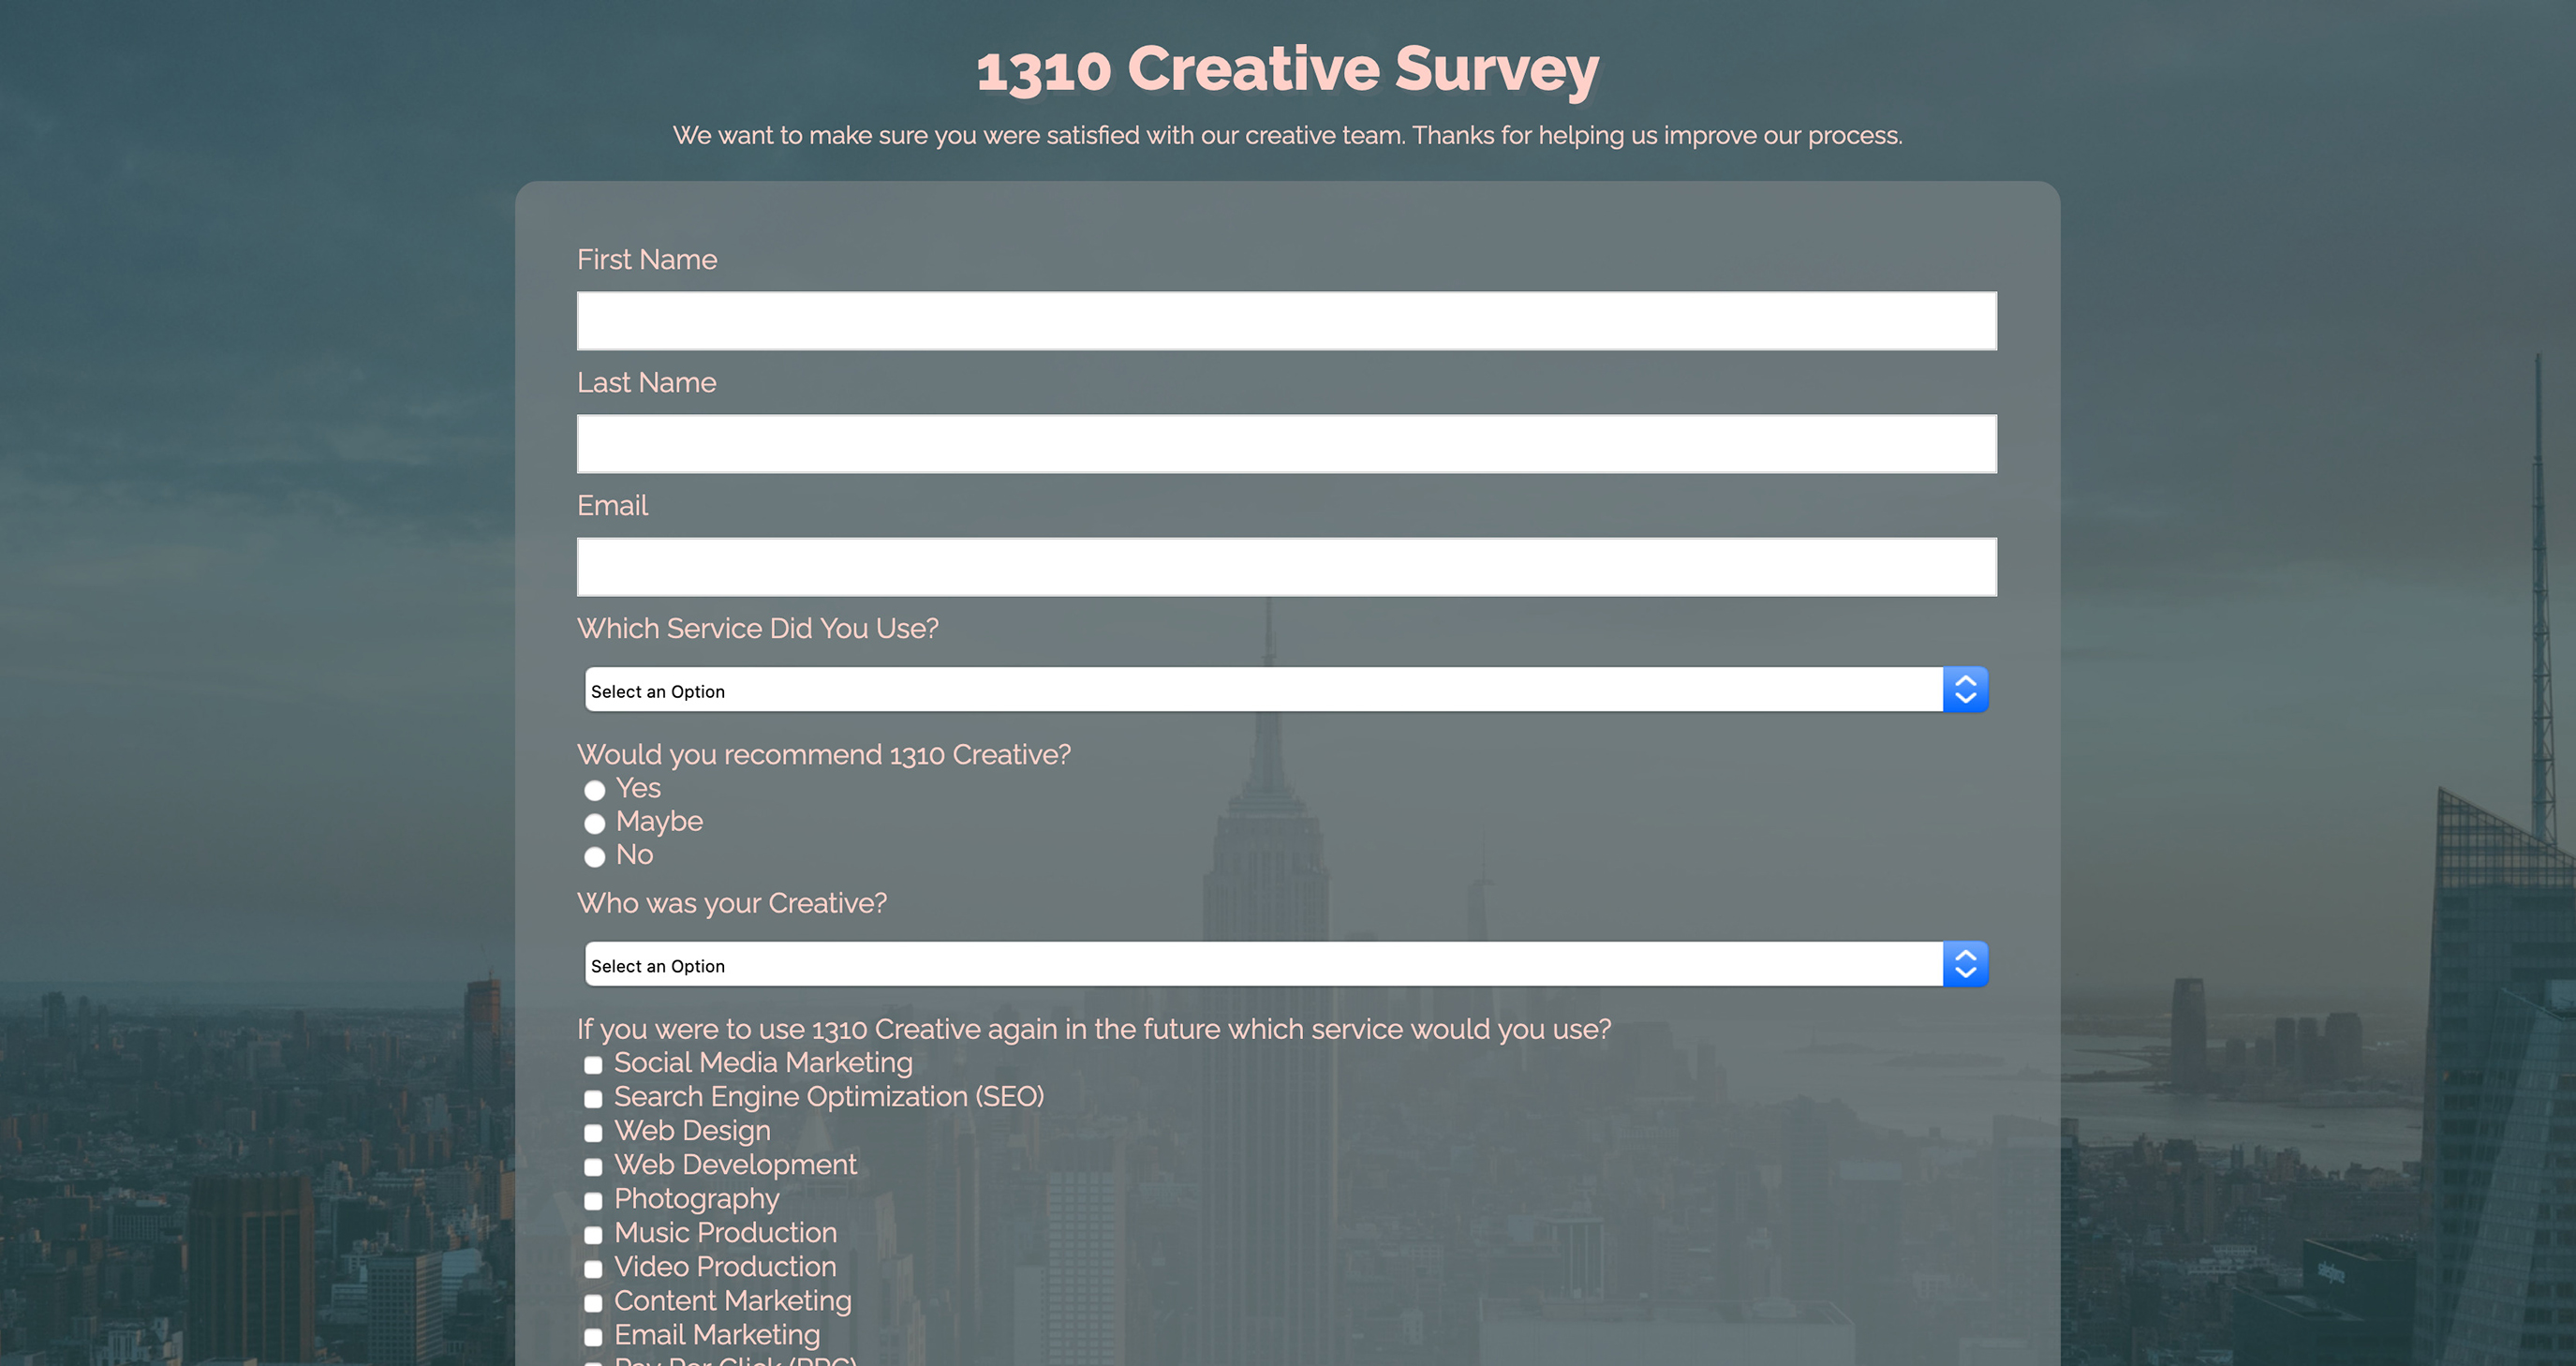 1310 Creative Survey
We want to make sure you were satisfied with our creative team. Thanks for helping us improve our process.
First Name
Last Name
Email
Which Service Did You Use?
Select an Option
Would you recommend 1310 Creative?
Yes
Maybe
No
Who was your Creative?
Select an Option
If you were to use 1310 Creative again in the future which service would you use?
Social Media Marketing
Search Engine Optimization (SEO)
Web Design
Web Development
Photography
Music Production
Video Production
Content Marketing
Email Marketing
Pay Per Click (PPC)